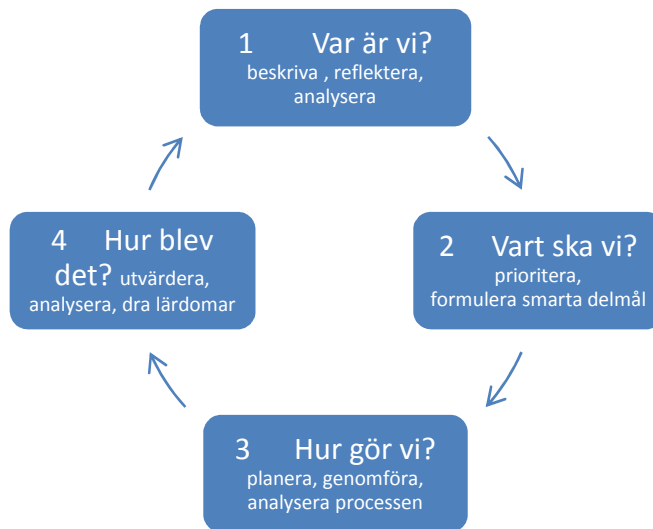 1 Var är vi?
beskriva , reflektera,
analysera
2 Vart ska vi?
prioritera,
formulera smarta delmål
3 Hur gör vi?
planera, genomföra,
analysera processen
4 Hur blev
det? utvärdera,
analysera, dra lärdomar